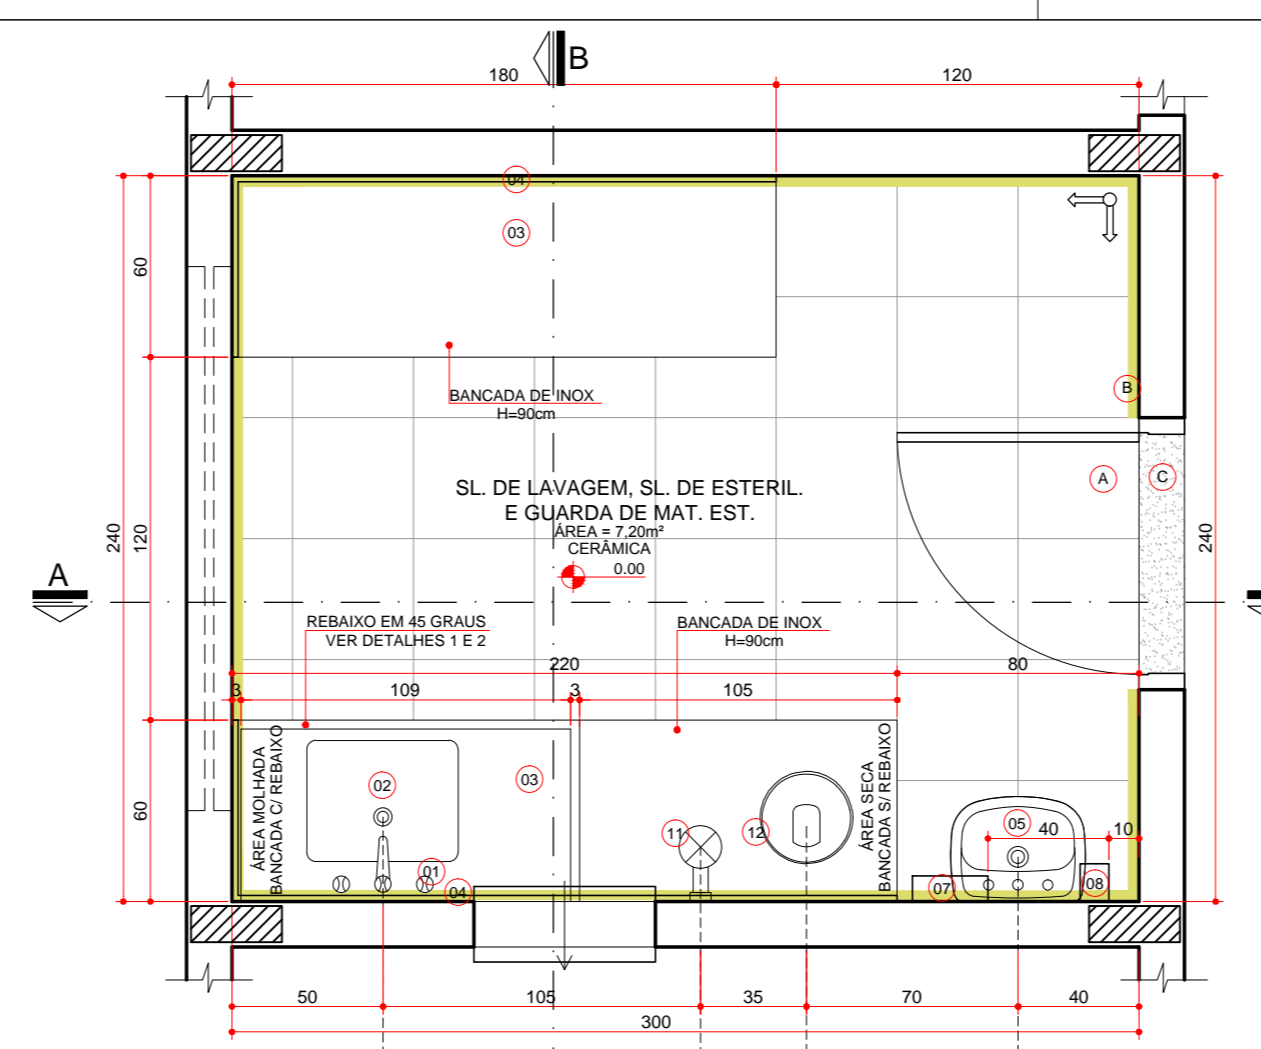 B
180
120
04
03
60
BANCADA DE INOX
H=90cm
B
A
C
SL. DE LAVAGEM, SL. DE ESTERIL.
E GUARDA DE MAT. EST.
ÁREA = 7,20m²
CERÂMICA
0.00
240
120
240
A
REBAIXO EM 45 GRAUS
VER DETALHES 1 E 2
BANCADA DE INOX
H=90cm
220
80
3
109
3
105
ÁREA MOLHADA
BANCADA C/ REBAIXO
02
03
ÁREA SECA
BANCADA S/ REBAIXO
60
11
12
05
40
10
01
04
07
08
50
105
35
70
40
300